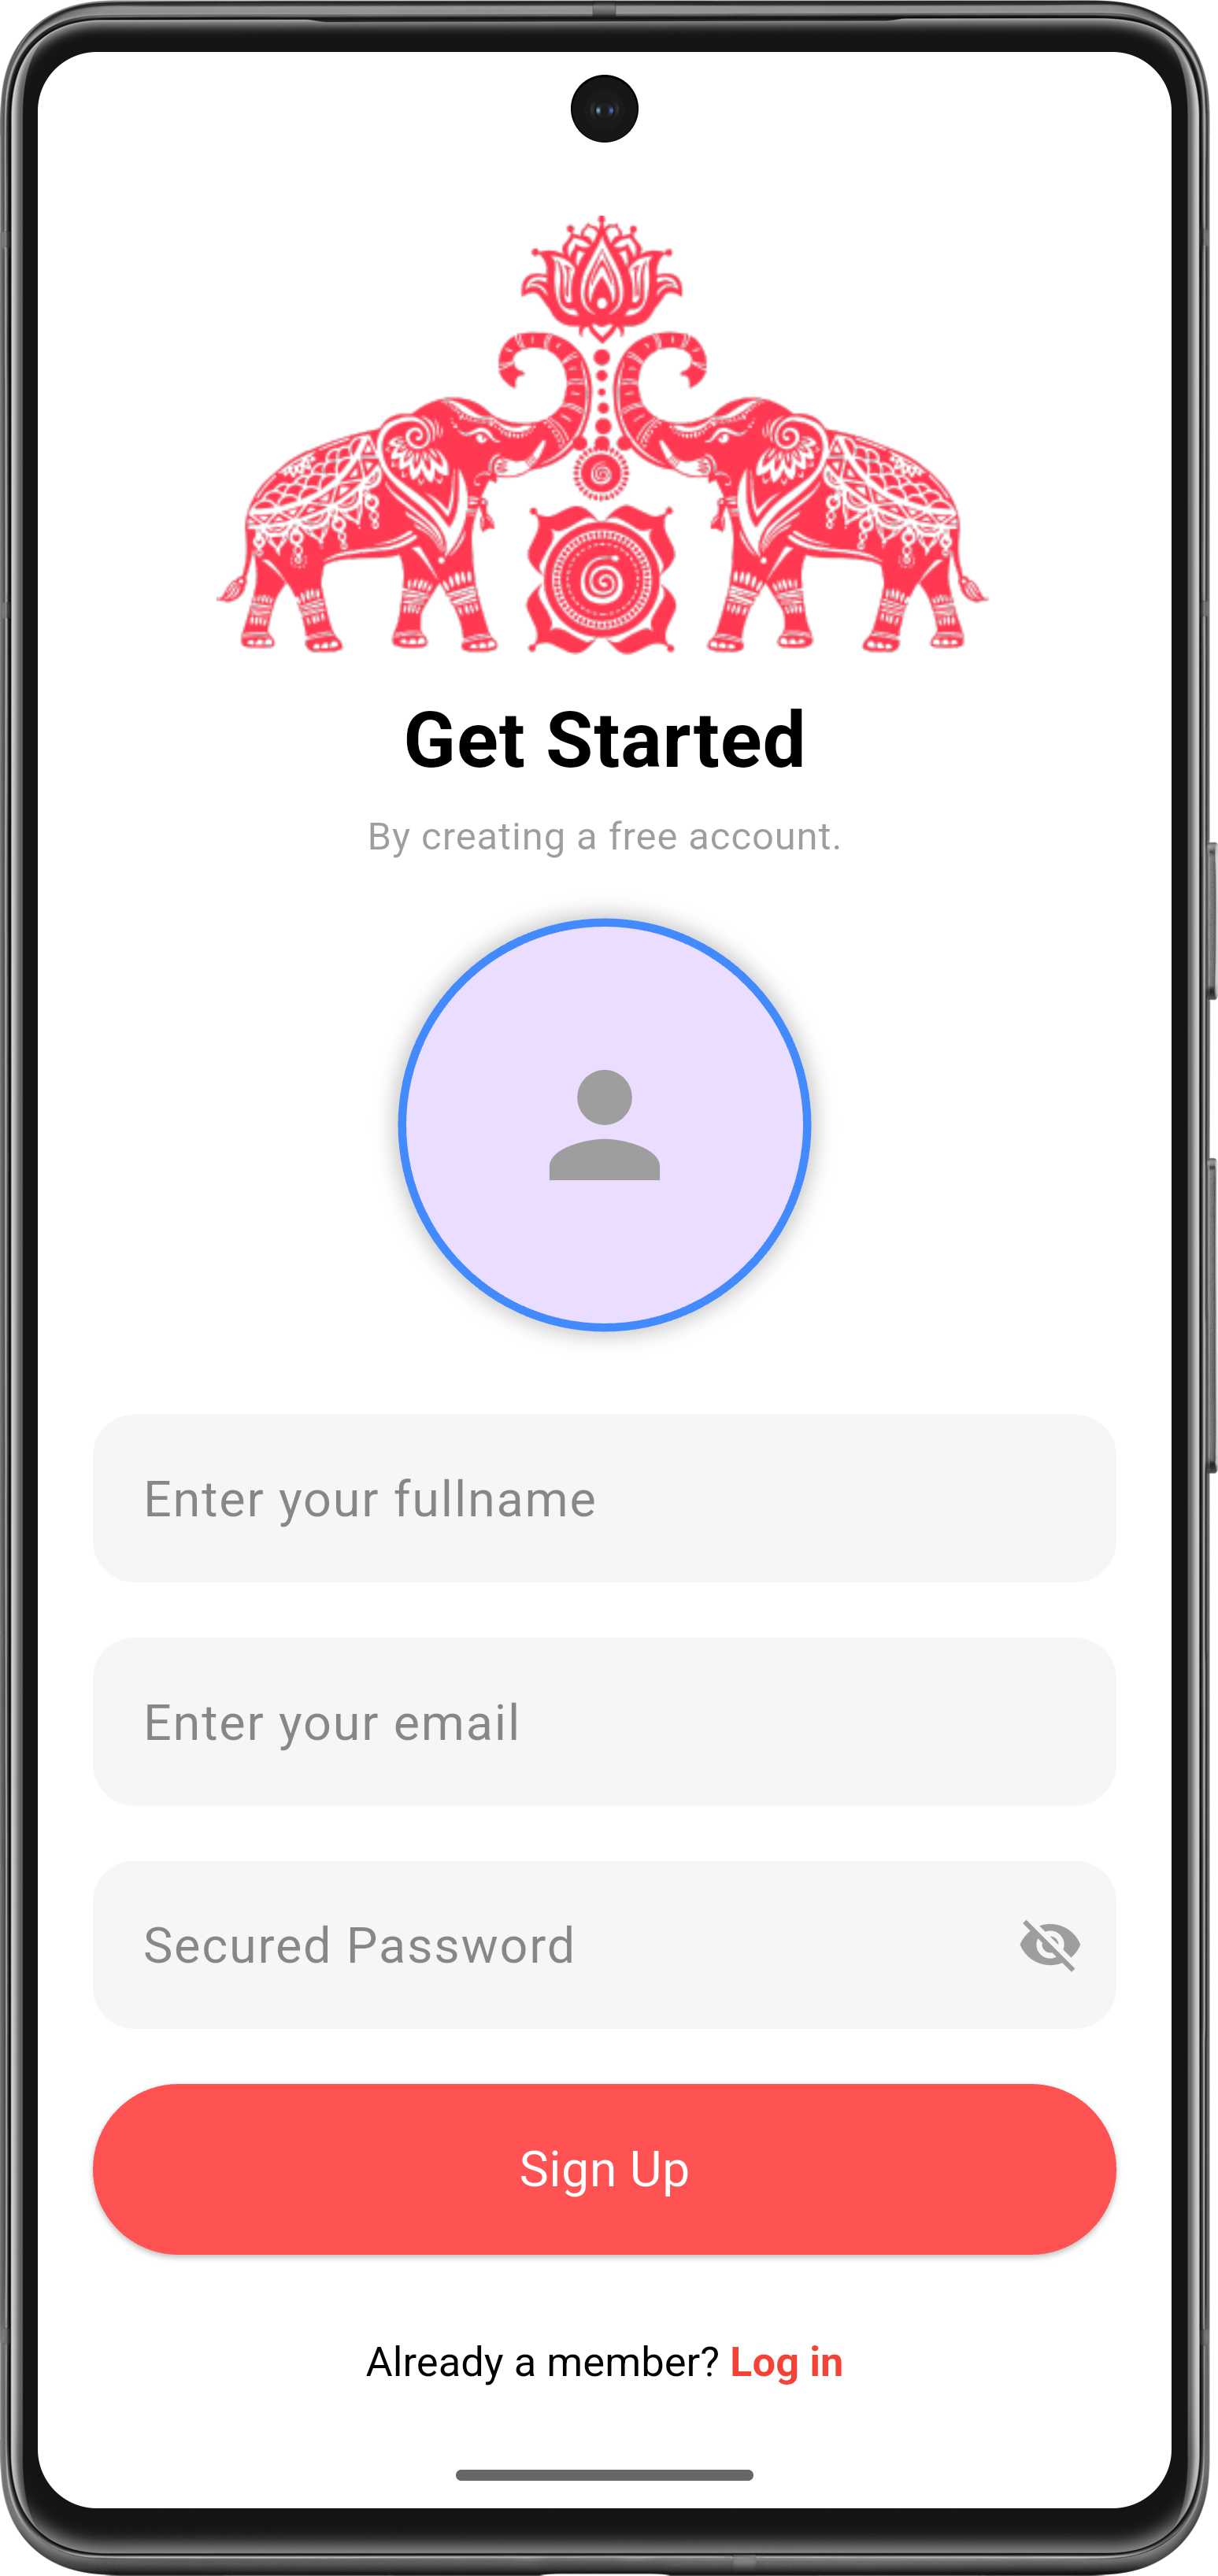 Get Started
By creating a free account.
Enter your fullname
Enter your email
Secured Password
Sign Up
Already a member? Log in